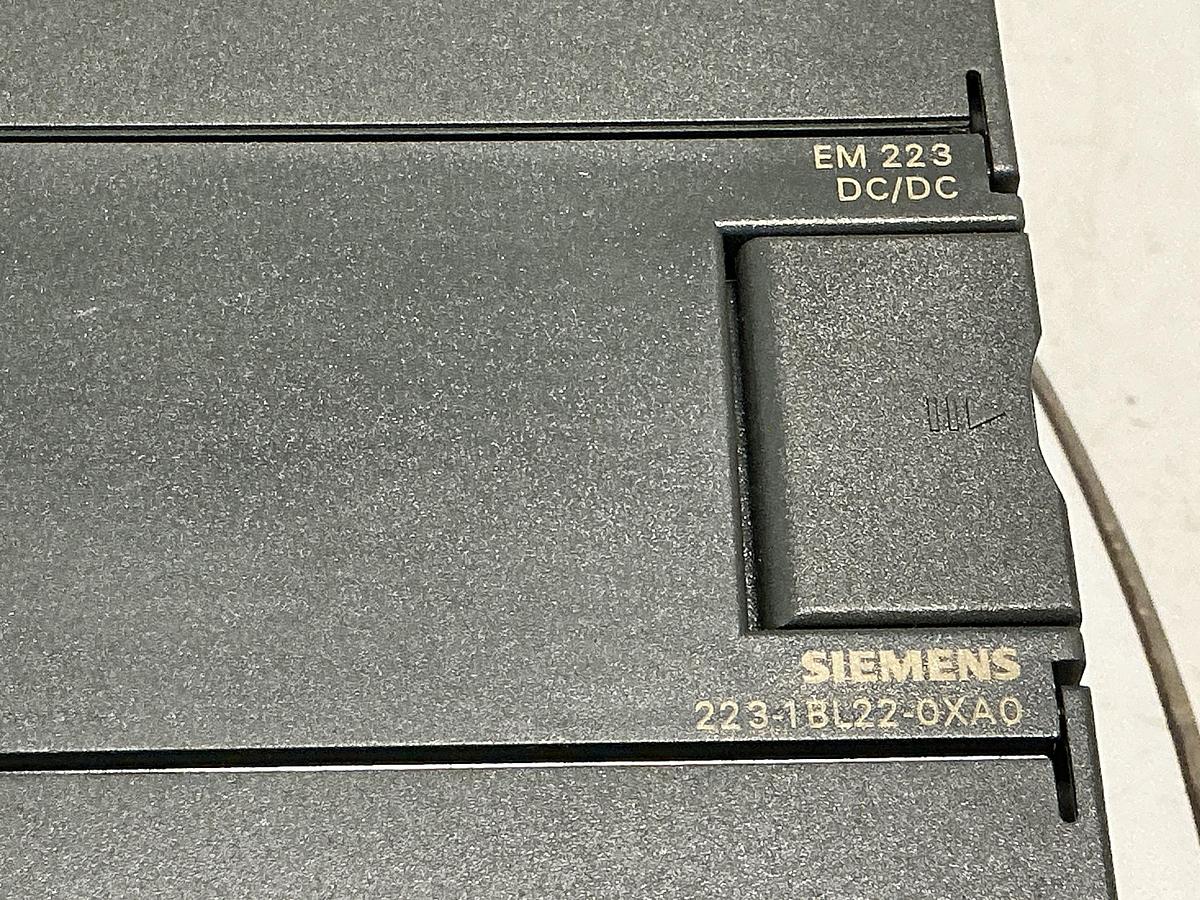 EM 223
DC/DC
SIEMENS
223-1BL22-0XA0